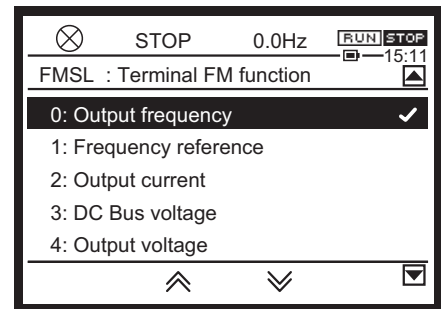 STOP 0.0Hz RUN STOP
15:11
FMSL : Terminal FM function
0: Output frequency
1: Frequency reference
2: Output current
3: DC Bus voltage
4: Output voltage